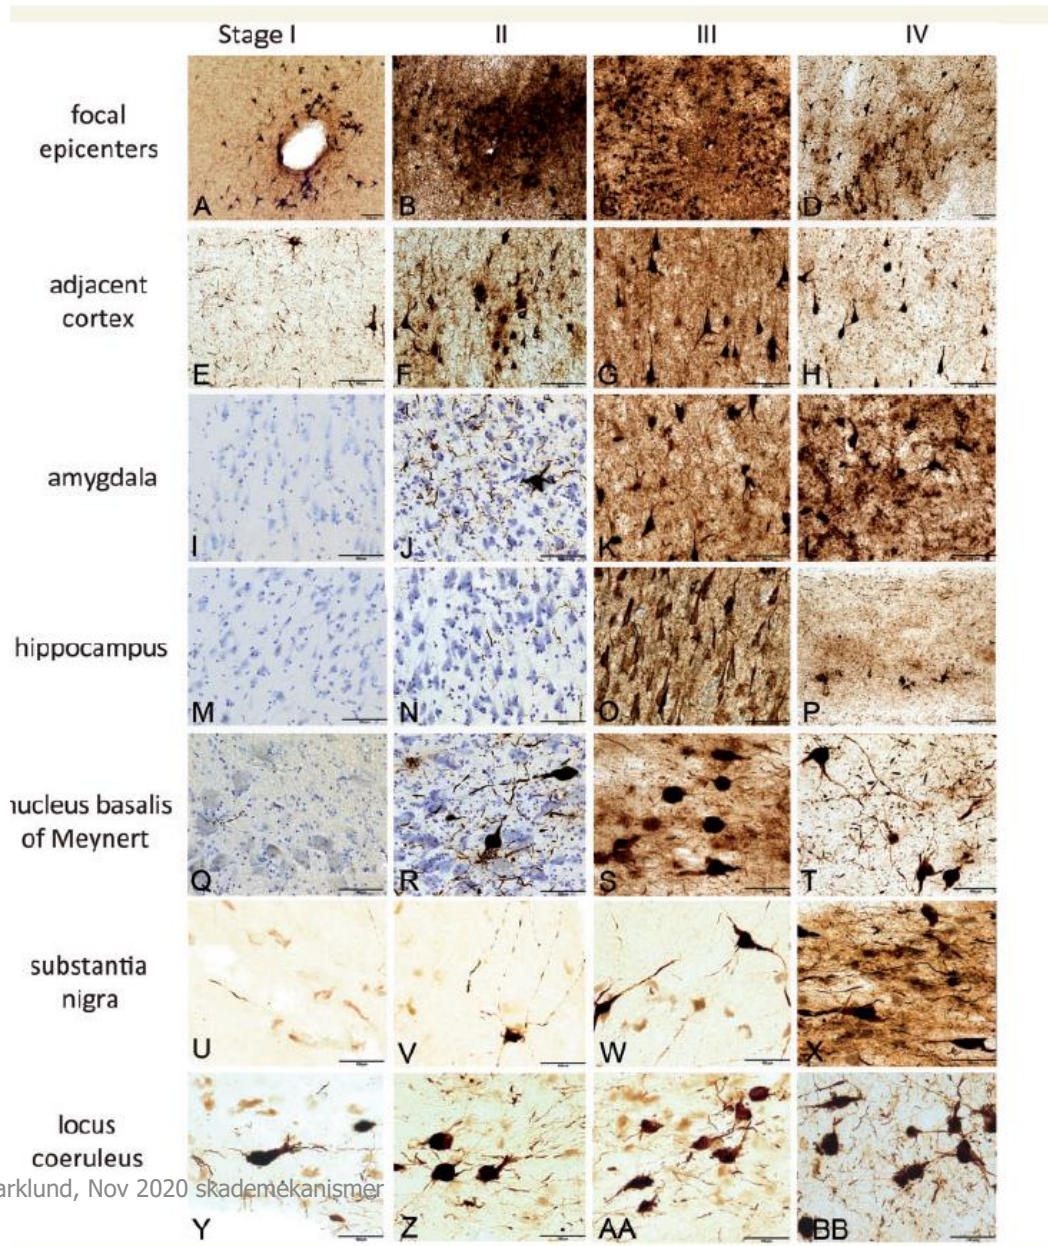 Stage I II III IV
focal
epicenters
A B C D
adjacent
cortex
E F G H
amygdala
I J K L
hippocampus
M N O P
nucleus basalis
of Meynert
Q R S T
substantia
nigra
U V W X
locus
coeruleus
arklund, Nov 2020 skademekanismer
Y Z AA BB